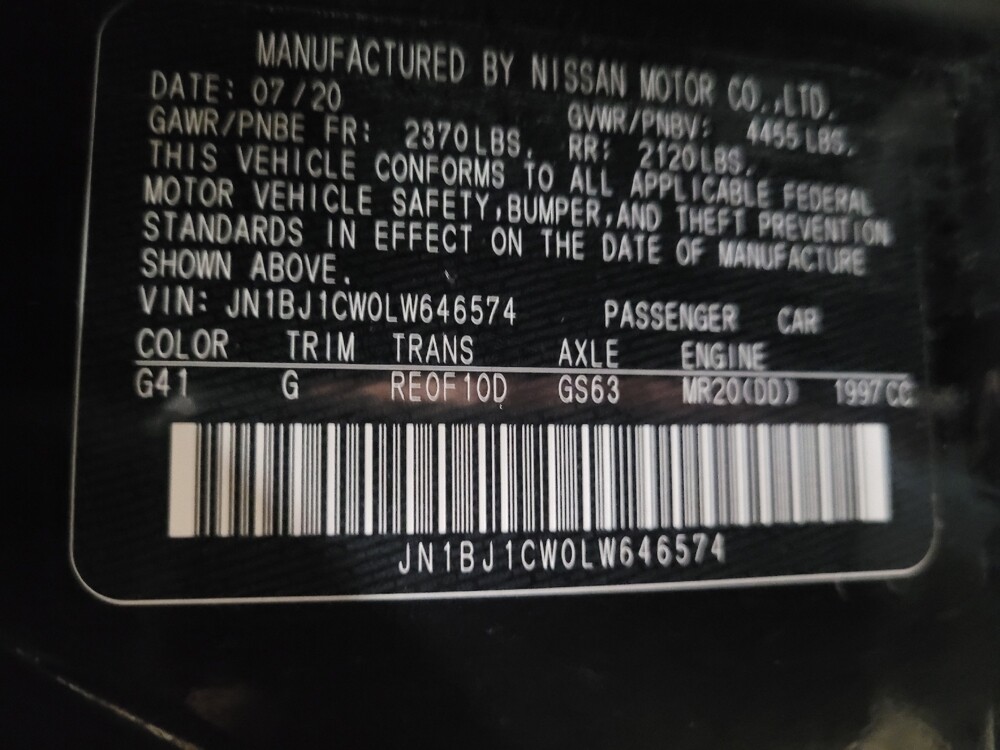 MANUFACTURED BY NISSAN MOTOR CO.,LTD.
DATE: 07/20 GVWR/PNBV: 4455 LBS.
GAWR/PNBE FR: 2370LBS. RR: 2120LBS.
THIS VEHICLE CONFORMS TO ALL APPLICABLE FEDERAL
MOTOR VEHICLE SAFETY,BUMPER,AND THEFT PREVENTION
STANDARDS IN EFFECT ON THE DATE OF MANUFACTURE
SHOWN ABOVE.
VIN: JN1BJ1CW0LW646574 PASSENGER CAR
COLOR TRIM TRANS AXLE ENGINE
G41 G RE0F10D GS63 MR20(DD) 1997CC
JN1BJ1CW0LW646574